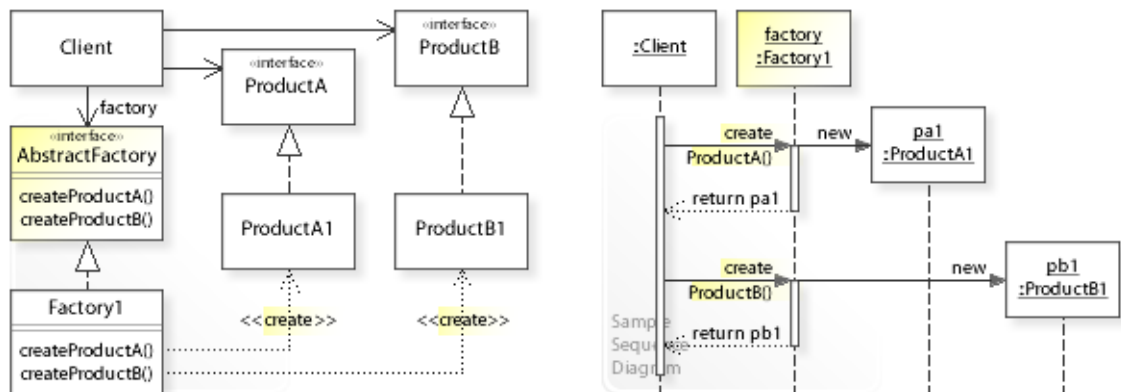 Client
factory
«interface»
AbstractFactory
createProductA()
createProductB()
Factory1
createProductA()
createProductB()
«interface»
ProductA
ProductA1
<<create>>
«interface»
ProductB
ProductB1
<<create>>
:Client
factory
:Factory1
create
ProductA()
new
pa1
:ProductA1
return pa1
create
ProductB()
new
pb1
:ProductB1
return pb1
Sample
Sequence
Diagram